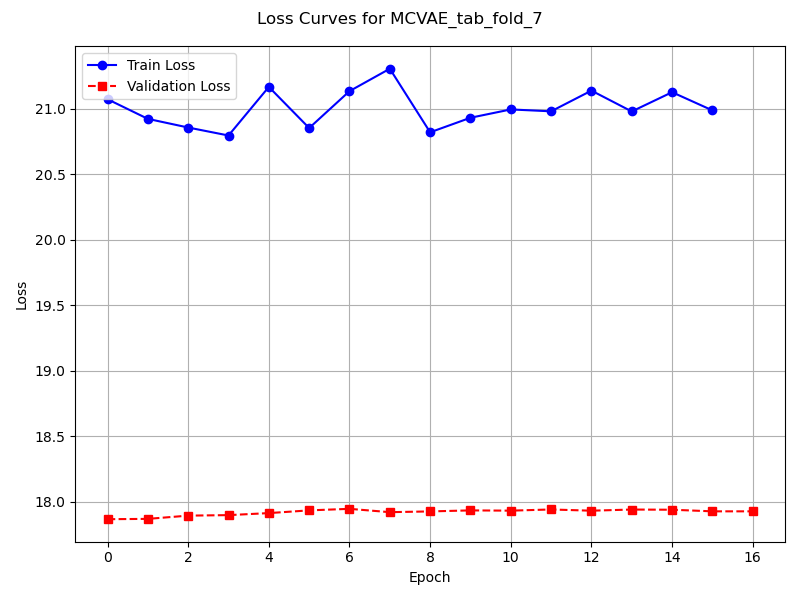 Loss Curves for MCVAE_tab_fold_7
Train Loss
Validation Loss
21.0
20.5
20.0
19.5
19.0
18.5
18.0
Loss
0 2 4 6 8 10 12 14 16
Epoch